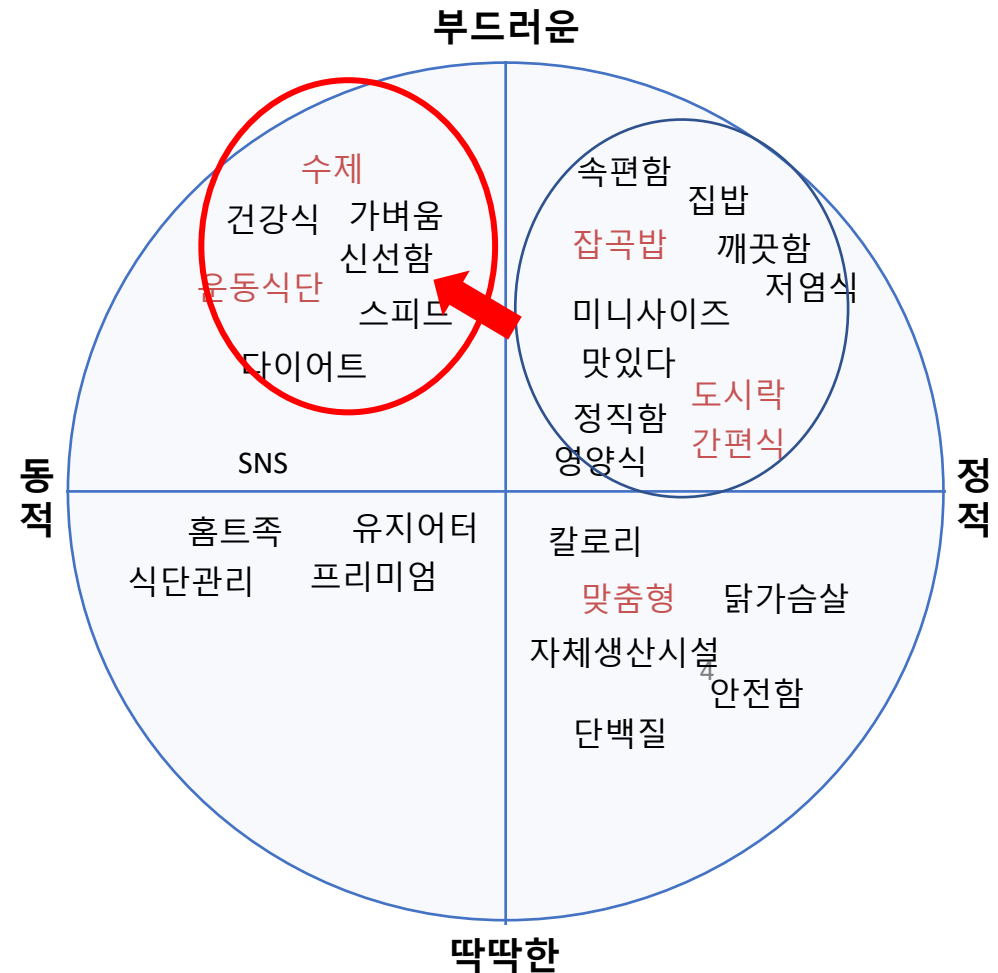 부드러운
수제
건강식 가벼움
신선함
운동식단
스피드
다이어트
SNS
속편함
집밥
잡곡밥 깨끗함
저염식
미니사이즈
맛있다
도시락
정직함
간편식
영양식
동적
정적
홈트족 유지어터
식단관리 프리미엄
칼로리
맞춤형 닭가슴살
자체생산시설
4
안전함
단백질
딱딱한